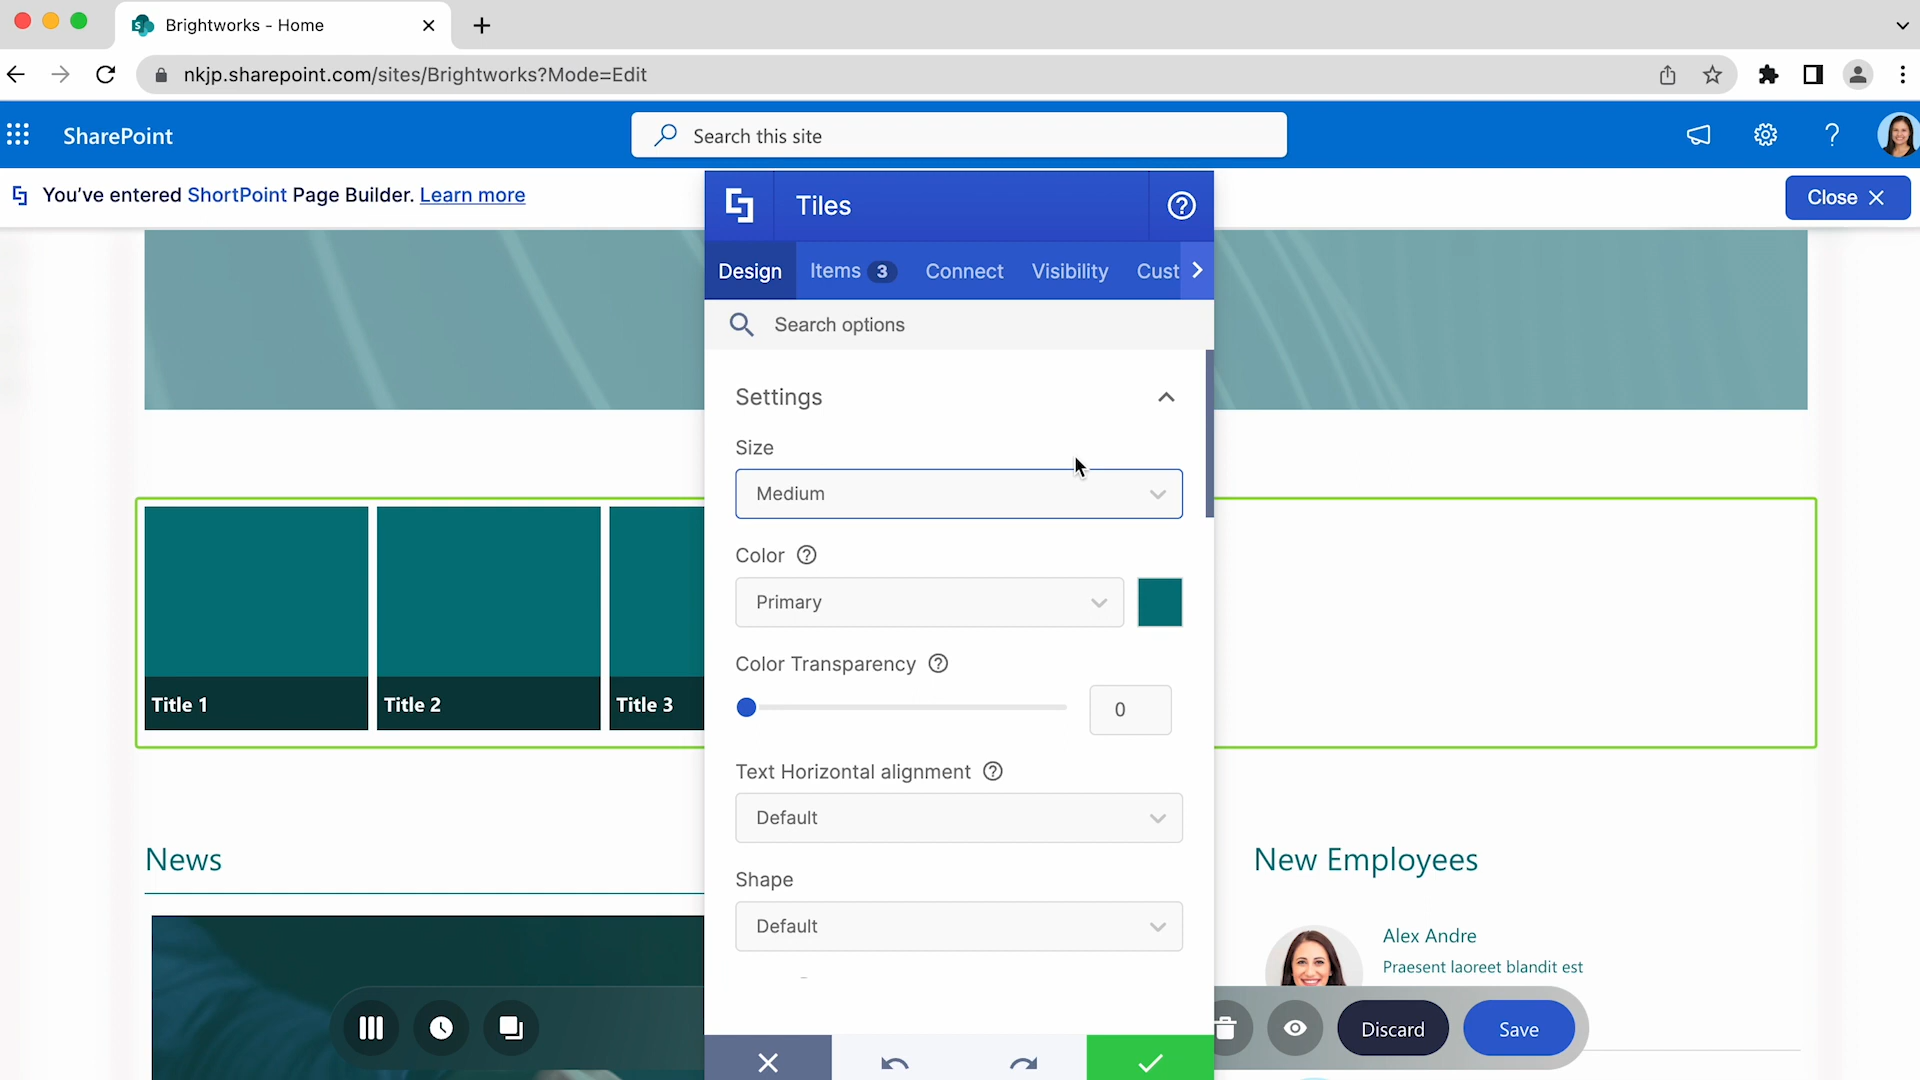 Brightworks - Home
nkjp.sharepoint.com/sites/Brightworks?Mode=Edit
SharePoint
Search this site
You've entered ShortPoint Page Builder. Learn more
Close
Tiles
Design
Items 3
Connect
Visibility
Cust
Search options
Settings
Size
Medium
Color
Primary
Color Transparency
0
Text Horizontal alignment
Default
Shape
Default
Title 1
Title 2
Title 3
News
New Employees
Alex Andre
Praesent laoreet blandit est
Discard
Save